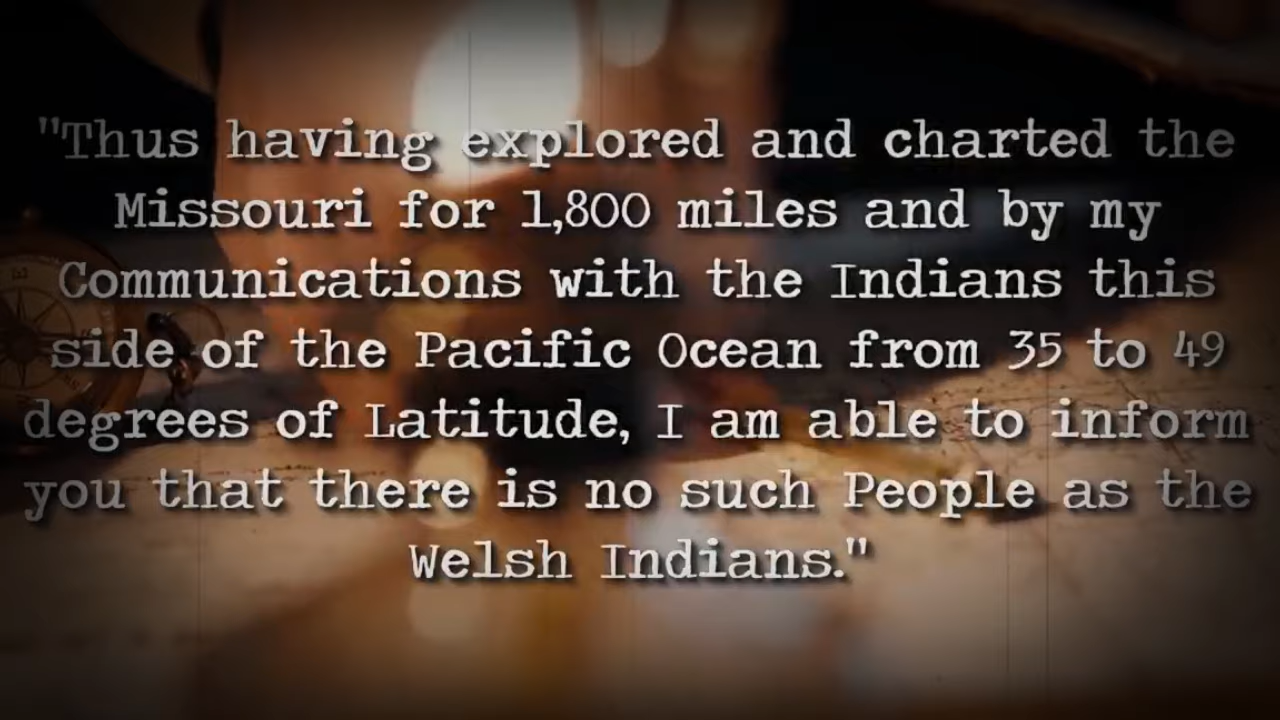 "Thus having explored and charted the
Missouri for 1,800 miles and by my
Communications with the Indians this
side of the Pacific Ocean from 35 to 49
degrees of Latitude, I am able to inform
you that there is no such People as the
Welsh Indians."